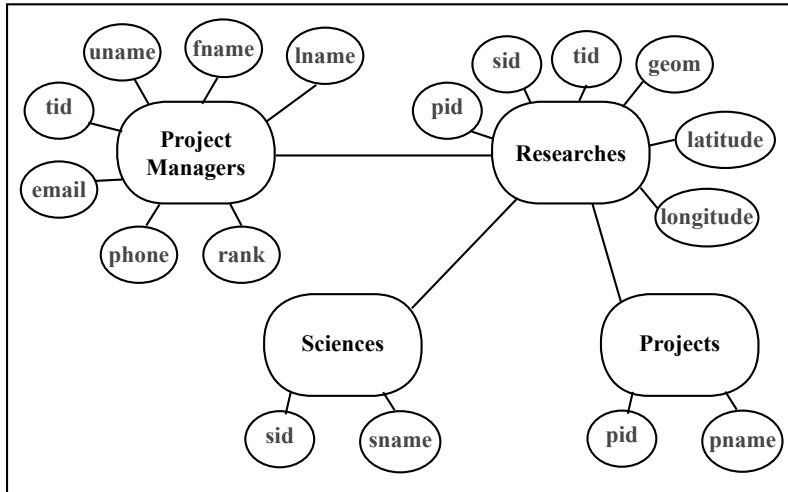 uname
fname
lname
tid
Project
Managers
email
phone
rank
sid
tid
geom
pid
Researches
latitude
longitude
Sciences
sid
sname
Projects
pid
pname